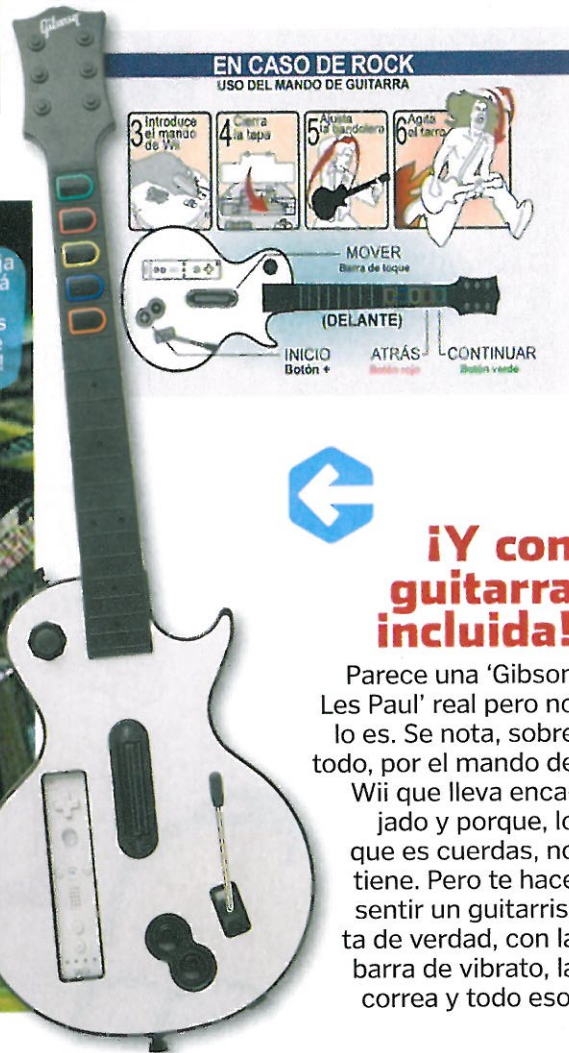 Gibson
EN CASO DE ROCK
USO DEL MANDO DE GUITARRA
3 Introduce
el mando
de Wii
4 Cierra
la tapa
5 Ajusta
la bandolera
6 Agita
el tarro
MOVER
Barra de toque
(DELANTE)
INICIO
Botón +
ATRÁS
Botón rojo
CONTINUAR
Botón verde
¡Y con
guitarra
incluida!
Parece una 'Gibson
Les Paul' real pero no
lo es. Se nota, sobre
todo, por el mando de
Wii que lleva enca-
jado y porque, lo
que es cuerdas, no
tiene. Pero te hace
sentir un guitarris-
ta de verdad, con la
barra de vibrato, la
correa y todo eso.